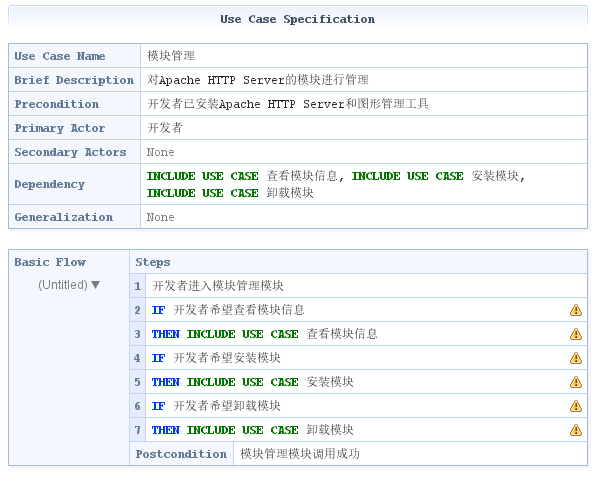 Use Case Specification
Use Case Name 模块管理
Brief Description 对Apache HTTP Server的模块进行管理
Precondition 开发者已安装Apache HTTP Server和图形管理工具
Primary Actor 开发者
Secondary Actors None
Dependency INCLUDE USE CASE 查看模块信息, INCLUDE USE CASE 安装模块,
INCLUDE USE CASE 卸载模块
Generalization None
Basic Flow Steps
(Untitled) ▼
1 开发者进入模块管理模块
2 IF 开发者希望查看模块信息
3 THEN INCLUDE USE CASE 查看模块信息
4 IF 开发者希望安装模块
5 THEN INCLUDE USE CASE 安装模块
6 IF 开发者希望卸载模块
7 THEN INCLUDE USE CASE 卸载模块
Postcondition 模块管理模块调用成功